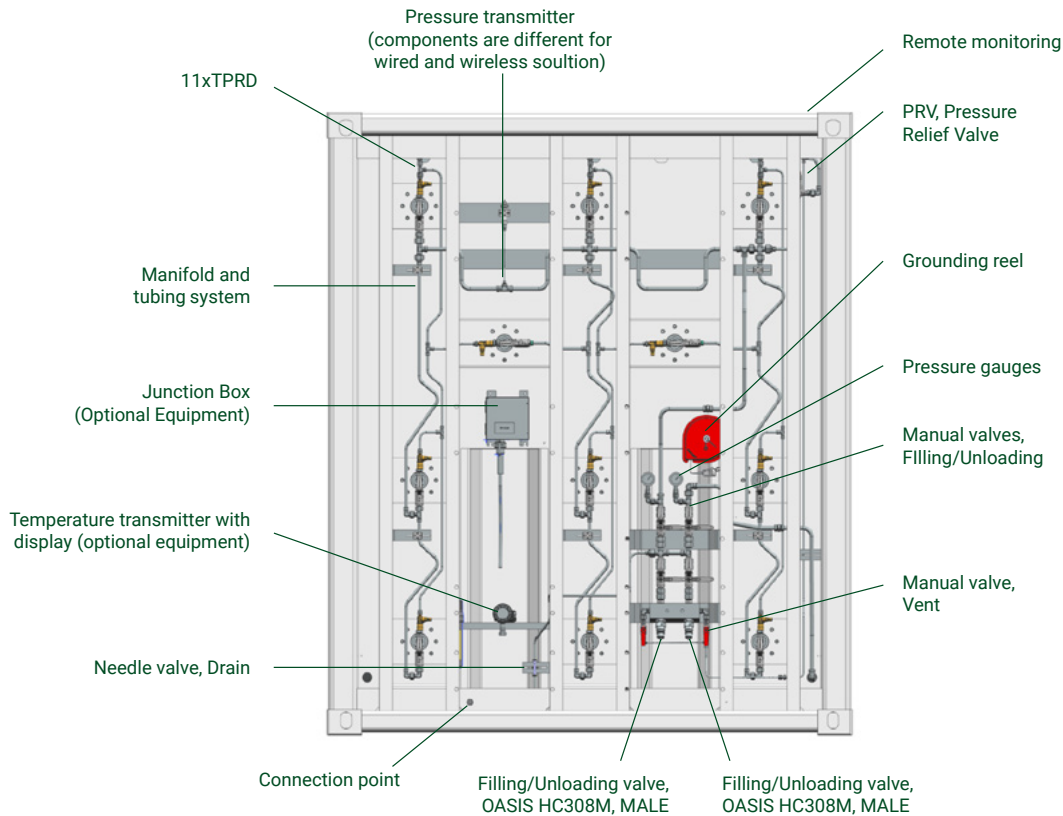 Pressure transmitter
(components are different for
wired and wireless soultion)
11xTPRD
Manifold and
tubing system
Junction Box
(Optional Equipment)
Temperature transmitter with
display (optional equipment)
Needle valve, Drain
Connection point
Filling/Unloading valve,
OASIS HC308M, MALE
Filling/Unloading valve,
OASIS HC308M, MALE
Remote monitoring
PRV, Pressure
Relief Valve
Grounding reel
Pressure gauges
Manual valves,
FIlling/Unloading
Manual valve,
Vent